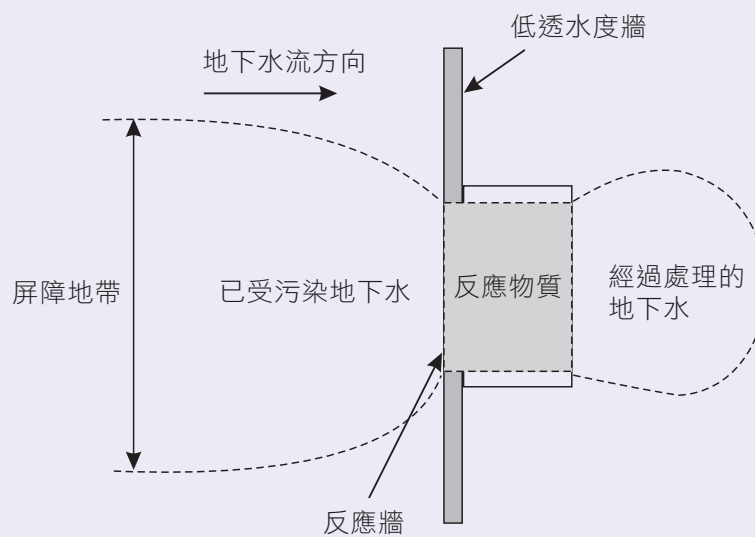 低透水度牆
地下水流方向
屏障地帶
已受污染地下水
反應物質
經過處理的
地下水
反應牆